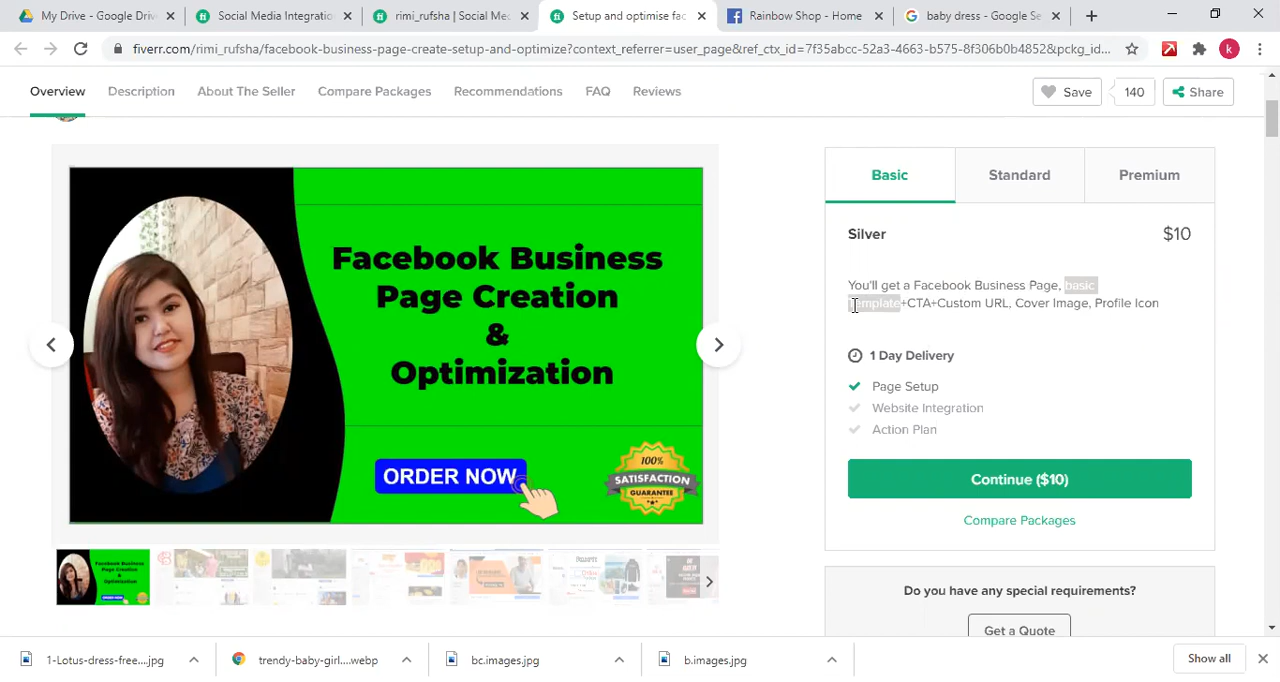 My Drive - Google Driv
Social Media Integratio
rimi_rufsha | Social Me
Setup and optimise fac
Rainbow Shop - Home
baby dress - Google Se
fiverr.com/rimi_rufsha/facebook-business-page-create-setup-and-optimize?context_referrer=user_page&ref_ctx_id=7f35abcc-52a3-4663-b575-8f306b0b4852&pckg_id...
k
Overview
Description
About The Seller
Compare Packages
Recommendations
FAQ
Reviews
Save
140
Share
Facebook Business
Page Creation
&
Optimization
ORDER NOW
100%
SATISFACTION
GUARANTEE
Basic
Standard
Premium
Silver
$10
You'll get a Facebook Business Page, basic
template+CTA+Custom URL, Cover Image, Profile Icon
1 Day Delivery
Page Setup
Website Integration
Action Plan
Continue ($10)
Compare Packages
Do you have any special requirements?
Get a Quote
Facebook Business
Page Creation
&
Optimization
1-Lotus-dress-free....jpg
trendy-baby-girl....webp
bc.images.jpg
b.images.jpg
Show all